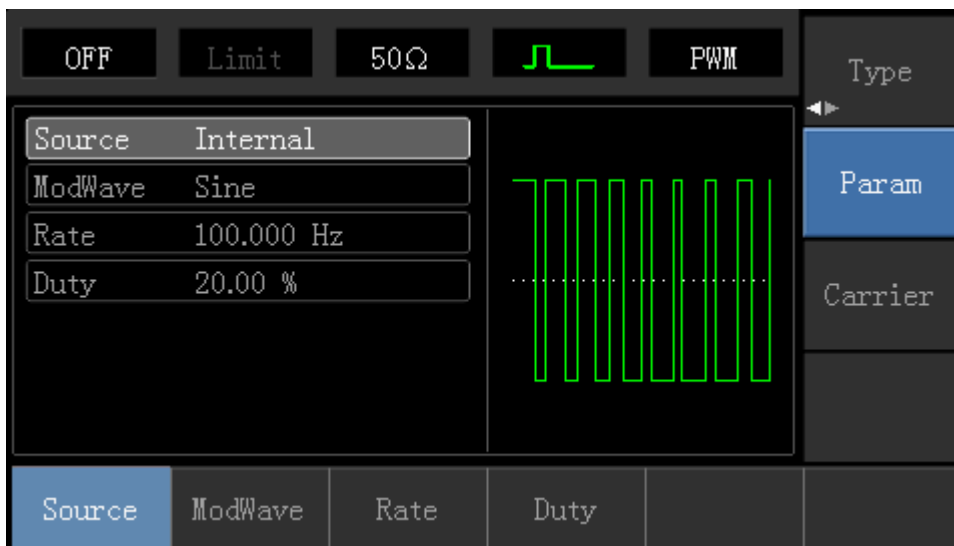 OFF Limit 50Ω PWM
Type
Source Internal
ModWave Sine
Rate 100.000 Hz
Duty 20.00 %
Param
Carrier
Source ModWave Rate Duty